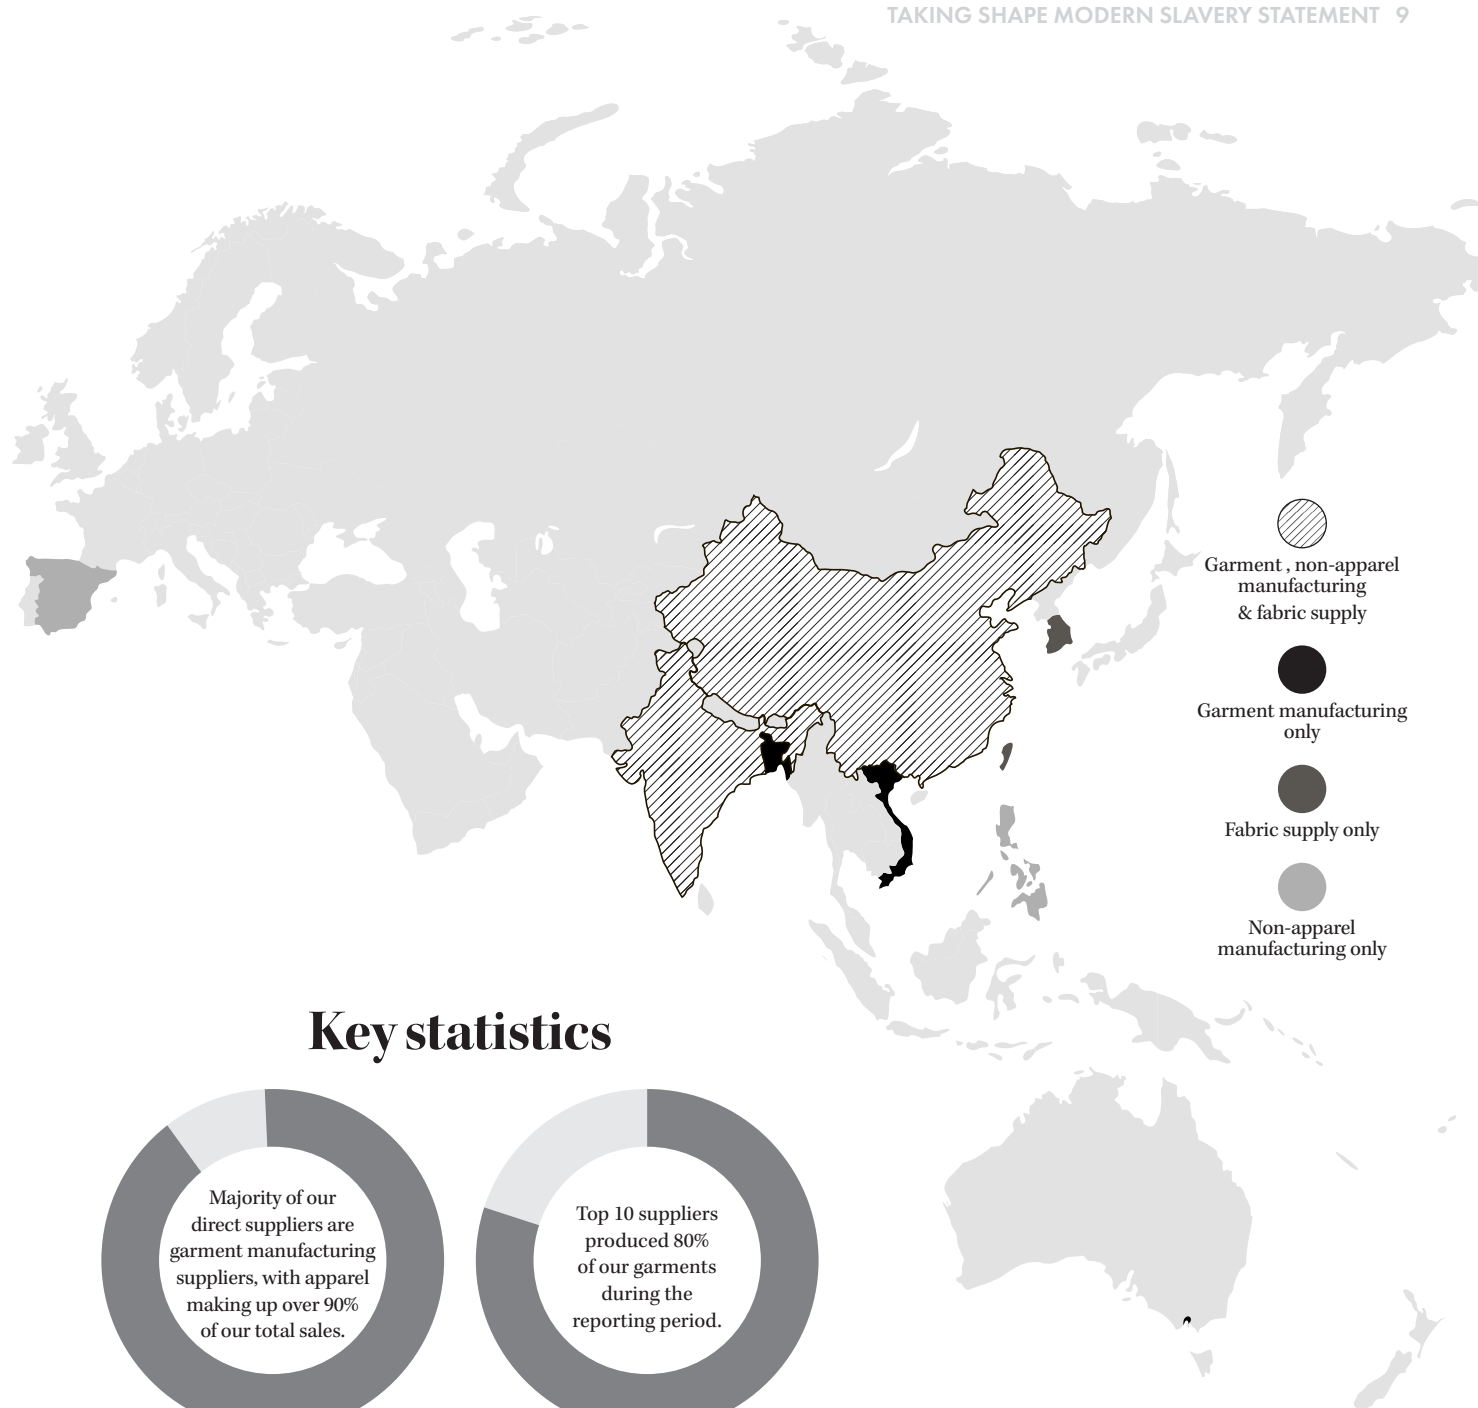 TAKING SHAPE MODERN SLAVERY STATEMENT 9
Garment , non-apparel
manufacturing
& fabric supply
Garment manufacturing
only
Fabric supply only
Non-apparel
manufacturing only
Key statistics
Majority of our
direct suppliers are
garment manufacturing
suppliers, with apparel
making up over 90%
of our total sales.
Top 10 suppliers
produced 80%
of our garments
during the
reporting period.